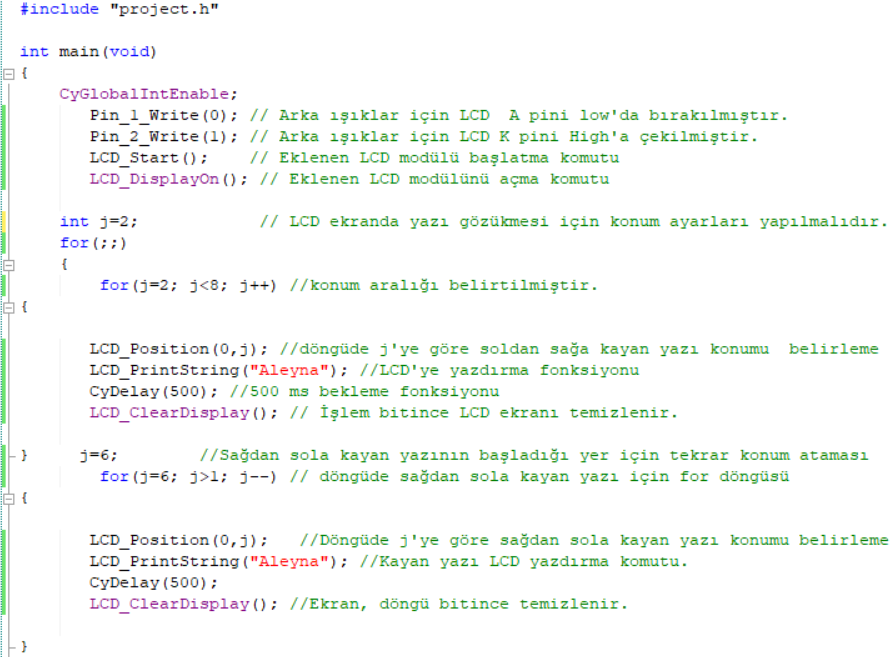 #include "project.h"
int main(void)
{
CyGlobalIntEnable;
Pin_1_Write(0); // Arka ışıklar için LCD  A pini low'da bırakılmıştır.
Pin_2_Write(1); // Arka ışıklar için LCD K pini High'a çekilmiştir.
LCD_Start();    // Eklenen LCD modülü başlatma komutu
LCD_DisplayOn(); // Eklenen LCD modülünü açma komutu
int j=2;            // LCD ekranda yazı gözükmesi için konum ayarları yapılmalıdır.
for(;;)
{
for(j=2; j<8; j++) //konum aralığı belirtilmiştir.
{
LCD_Position(0,j); //döngüde j'ye göre soldan sağa kayan yazı konumu  belirleme
LCD_PrintString("Aleyna"); //LCD'ye yazdırma fonksiyonu
CyDelay(500); //500 ms bekleme fonksiyonu
LCD_ClearDisplay(); // İşlem bitince LCD ekranı temizlenir.
}     j=6;        //Sağdan sola kayan yazının başladığı yer için tekrar konum ataması
for(j=6; j>1; j--) // döngüde sağdan sola kayan yazı için for döngüsü
{
LCD_Position(0,j);   //Döngüde j'ye göre sağdan sola kayan yazı konumu belirleme
LCD_PrintString("Aleyna"); //Kayan yazı LCD yazdırma komutu.
CyDelay(500);
LCD_ClearDisplay(); //Ekran, döngü bitince temizlenir.
}